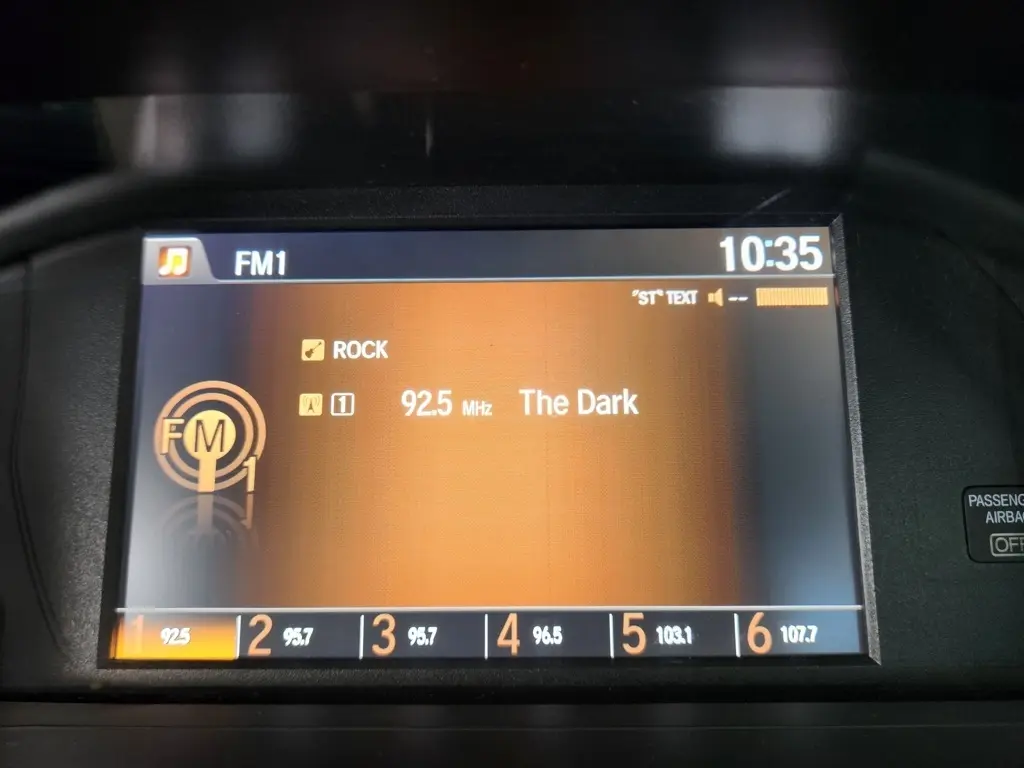 FM1 10:35
"ST" TEXT --
ROCK
1 92.5 MHz The Dark
FM
1
PASSENG
AIRBAG
OFF
1 92.5 2 95.7 3 95.7 4 96.5 5 103.1 6 107.7